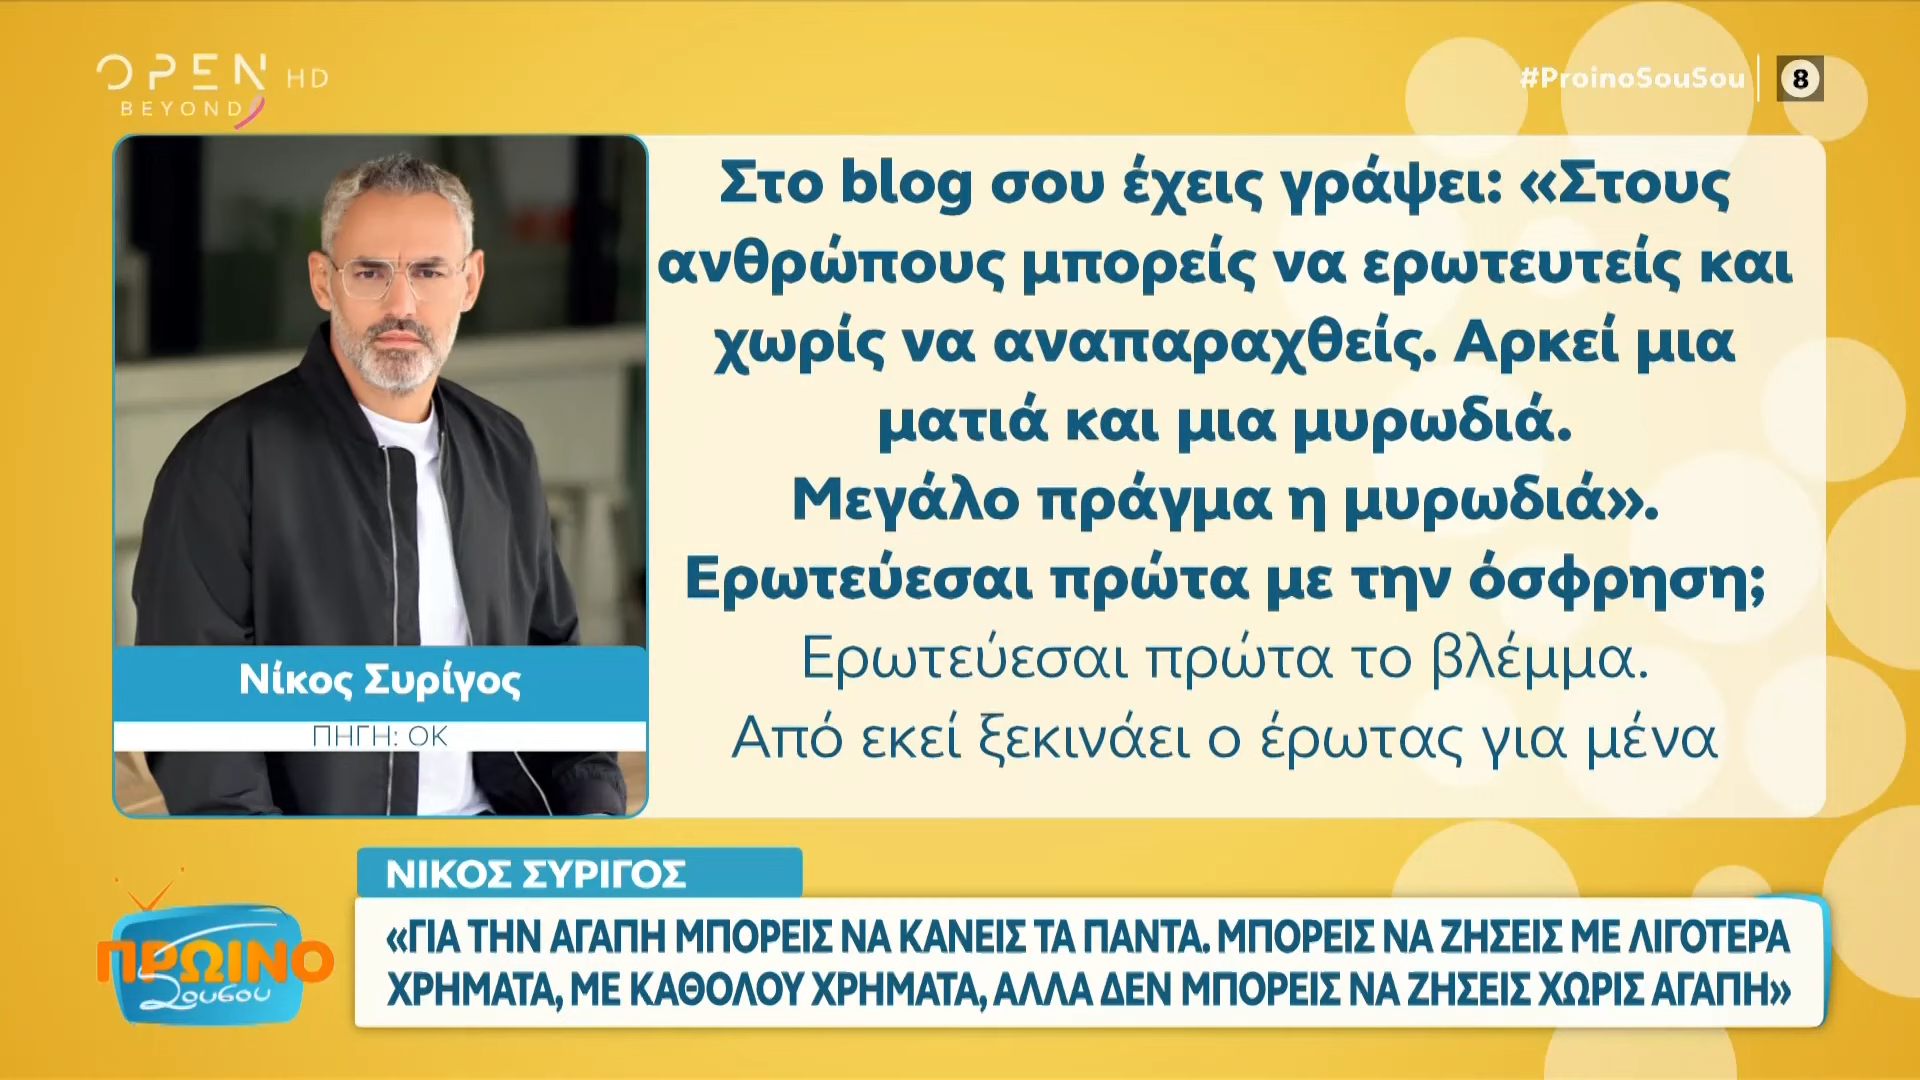 OPEN HD
BEYOND
#ProinoSouSou
8
Στο blog σου έχεις γράψει: «Στους
ανθρώπους μπορείς να ερωτευτείς και
χωρίς να αναπαραχθείς. Αρκεί μια
ματιά και μια μυρωδιά.
Μεγάλο πράγμα η μυρωδιά».
Ερωτεύεσαι πρώτα με την όσφρηση;
Ερωτεύεσαι πρώτα το βλέμμα.
Από εκεί ξεκινάει ο έρωτας για μένα
Νίκος Συρίγος
ΠΗΓΗ: ΟΚ
ΝΙΚΟΣ ΣΥΡΙΓΟΣ
«ΓΙΑ ΤΗΝ ΑΓΑΠΗ ΜΠΟΡΕΙΣ ΝΑ ΚΑΝΕΙΣ ΤΑ ΠΑΝΤΑ. ΜΠΟΡΕΙΣ ΝΑ ΖΗΣΕΙΣ ΜΕ ΛΙΓΟΤΕΡΑ
ΧΡΗΜΑΤΑ, ΜΕ ΚΑΘΟΛΟΥ ΧΡΗΜΑΤΑ, ΑΛΛΑ ΔΕΝ ΜΠΟΡΕΙΣ ΝΑ ΖΗΣΕΙΣ ΧΩΡΙΣ ΑΓΑΠΗ»
ΠΡΩΙΝΟ
Σουσου